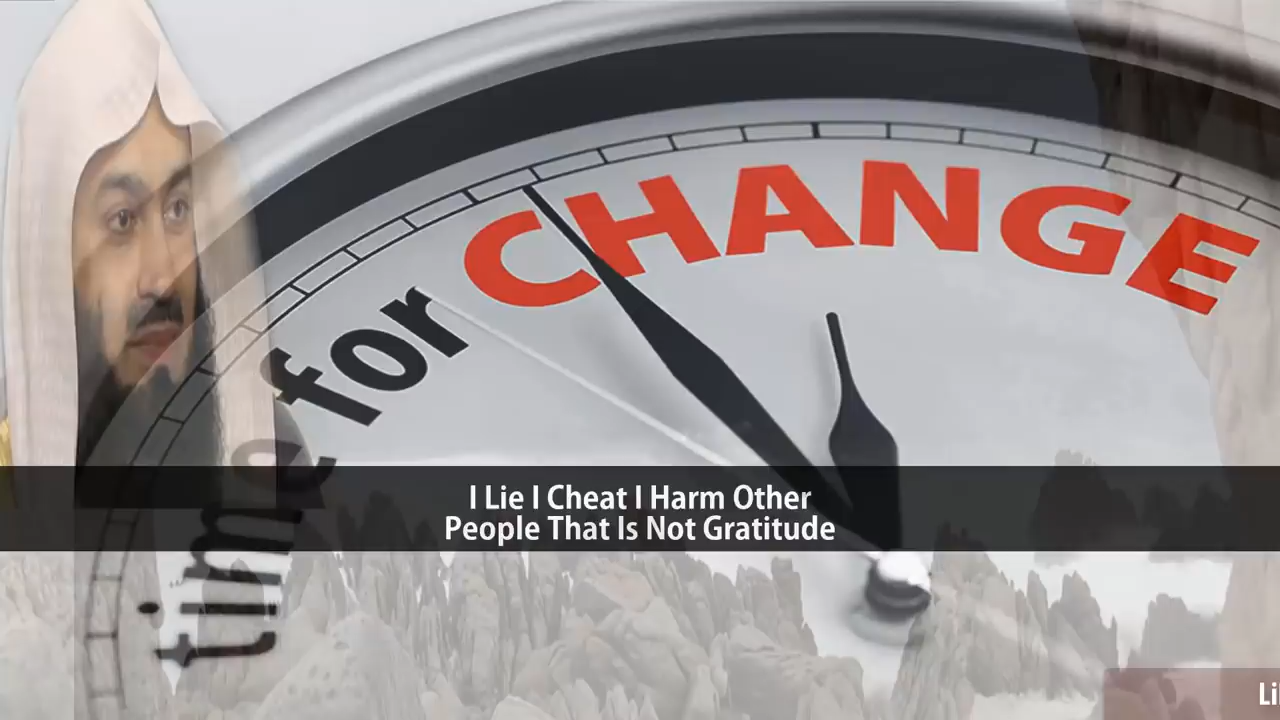 time for CHANGE
I Lie I Cheat I Harm Other
People That Is Not Gratitude